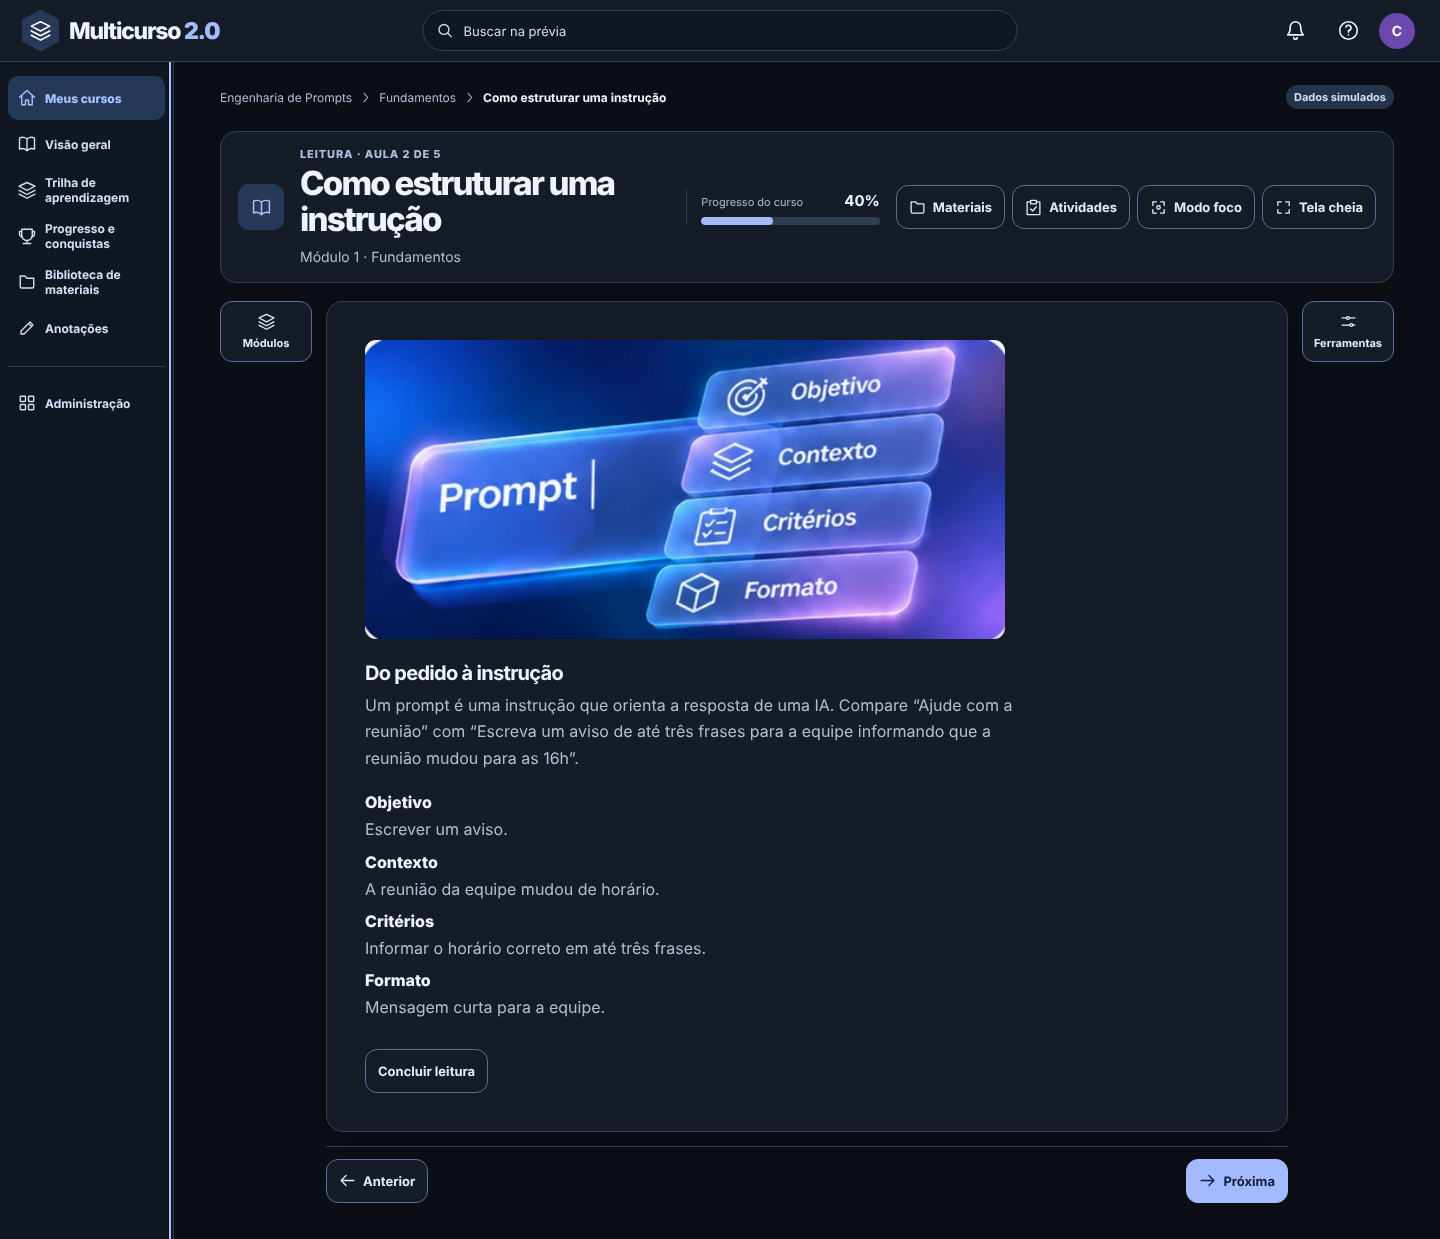 Multicurso 2.0
Buscar na prévia
C
Meus cursos
Visão geral
Trilha de
aprendizagem
Progresso e
conquistas
Biblioteca de
materiais
Anotações
Administração
Engenharia de Prompts
Fundamentos
Como estruturar uma instrução
Dados simulados
LEITURA · AULA 2 DE 5
Como estruturar uma
instrução
Módulo 1 · Fundamentos
Progresso do curso
40%
Materiais
Atividades
Modo foco
Tela cheia
Módulos
Ferramentas
Prompt
Objetivo
Contexto
Critérios
Formato
Do pedido à instrução
Um prompt é uma instrução que orienta a resposta de uma IA. Compare “Ajude com a
reunião” com “Escreva um aviso de até três frases para a equipe informando que a
reunião mudou para as 16h”.
Objetivo
Escrever um aviso.
Contexto
A reunião da equipe mudou de horário.
Critérios
Informar o horário correto em até três frases.
Formato
Mensagem curta para a equipe.
Concluir leitura
Anterior
Próxima